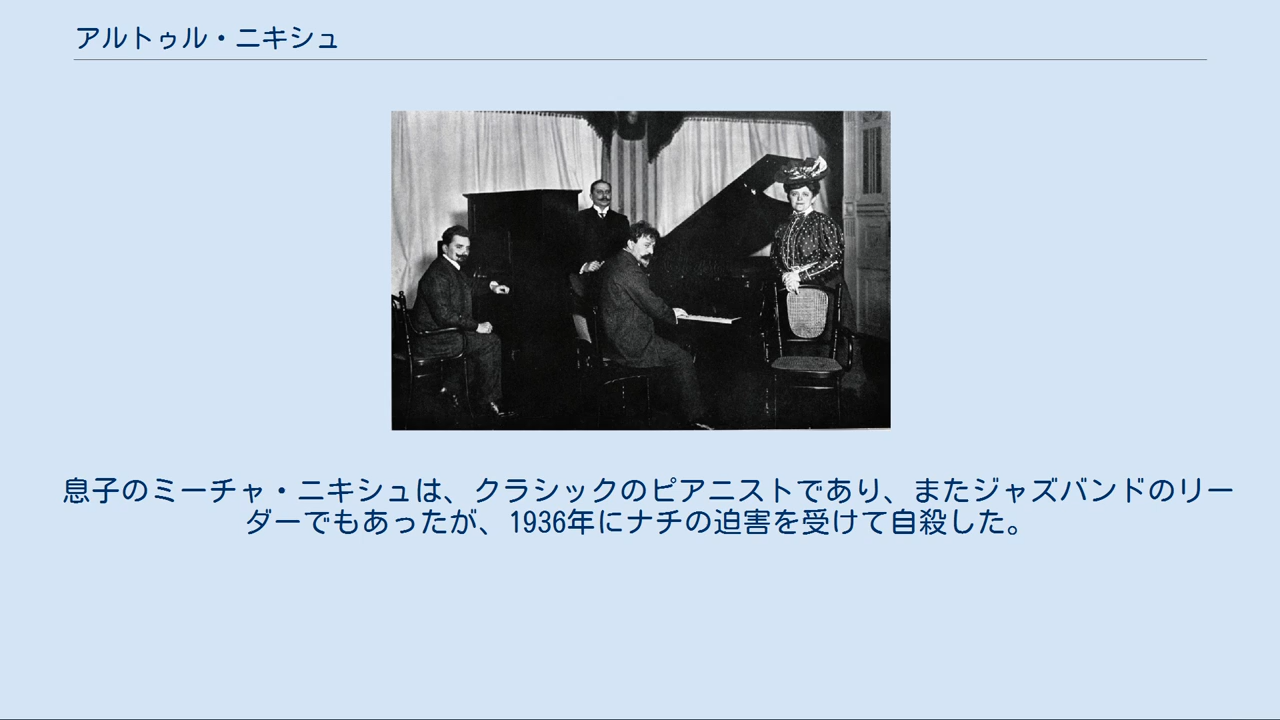 アルトゥル・ニキシュ
息子のミーチャ・ニキシュは、クラシックのピアニストであり、またジャズバンドのリー
ダーでもあったが、1936年にナチの迫害を受けて自殺した。